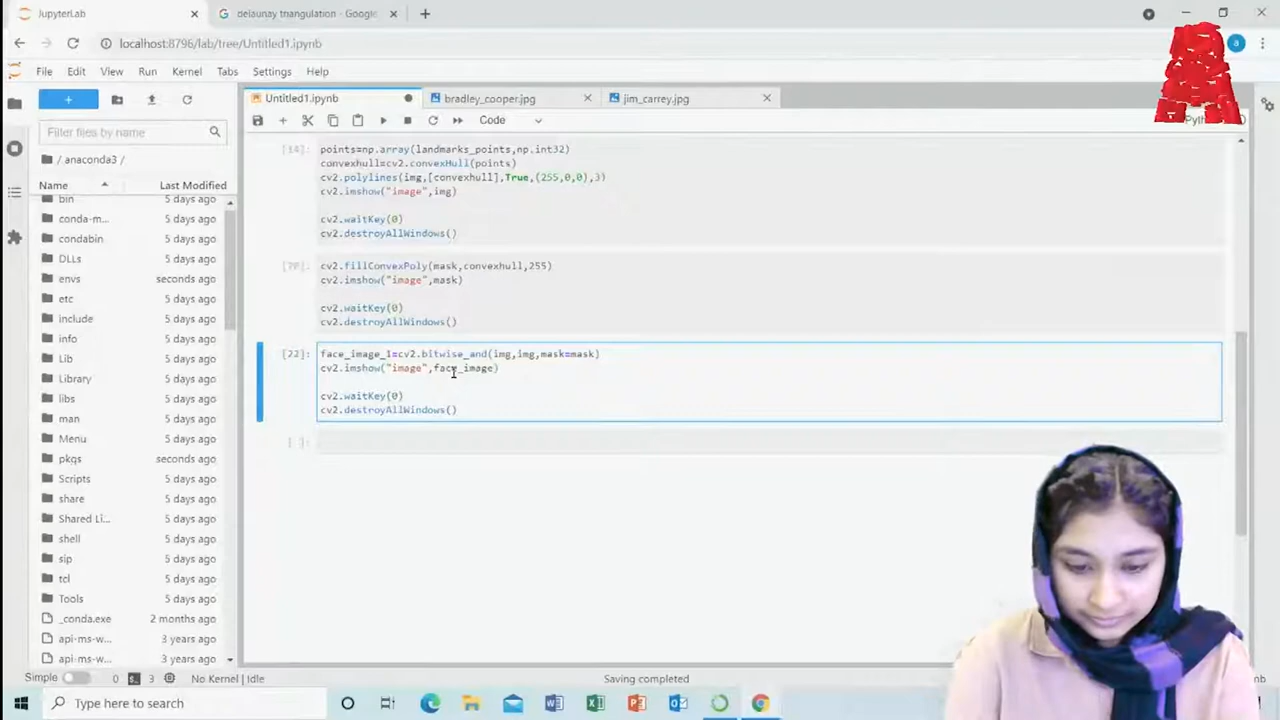 JupyterLab
delaunay triangulation - Google
localhost:8796/lab/tree/Untitled1.ipynb
a
File Edit View Run Kernel Tabs Settings Help
Untitled1.ipynb
bradley_cooper.jpg
jim_carrey.jpg
Code
Filter files by name
/ anaconda3 /
Name Last Modified
bin 5 days ago
conda-m... 5 days ago
condabin 5 days ago
DLLs 5 days ago
envs seconds ago
etc 5 days ago
include 5 days ago
info 5 days ago
Lib 5 days ago
Library 5 days ago
libs 5 days ago
man 5 days ago
Menu 5 days ago
pkgs seconds ago
Scripts 5 days ago
share 5 days ago
Shared Li... 5 days ago
shell 5 days ago
sip 5 days ago
tcl 5 days ago
Tools 5 days ago
_conda.exe 2 months ago
api-ms-w... 3 years ago
api-ms-w... 3 years ago
points=np.array(landmarks_points,np.int32)
convexhull=cv2.convexHull(points)
cv2.polylines(img,[convexhull],True,(255,0,0),3)
cv2.imshow("image",img)
cv2.waitKey(0)
cv2.destroyAllWindows()
cv2.fillConvexPoly(mask,convexhull,255)
cv2.imshow("image",mask)
cv2.waitKey(0)
cv2.destroyAllWindows()
[22]: face_image_1=cv2.bitwise_and(img,img,mask=mask)
cv2.imshow("image",face_image)
cv2.waitKey(0)
cv2.destroyAllWindows()
[ ]:
Simple 0 3 No Kernel | Idle Saving completed
Type here to search